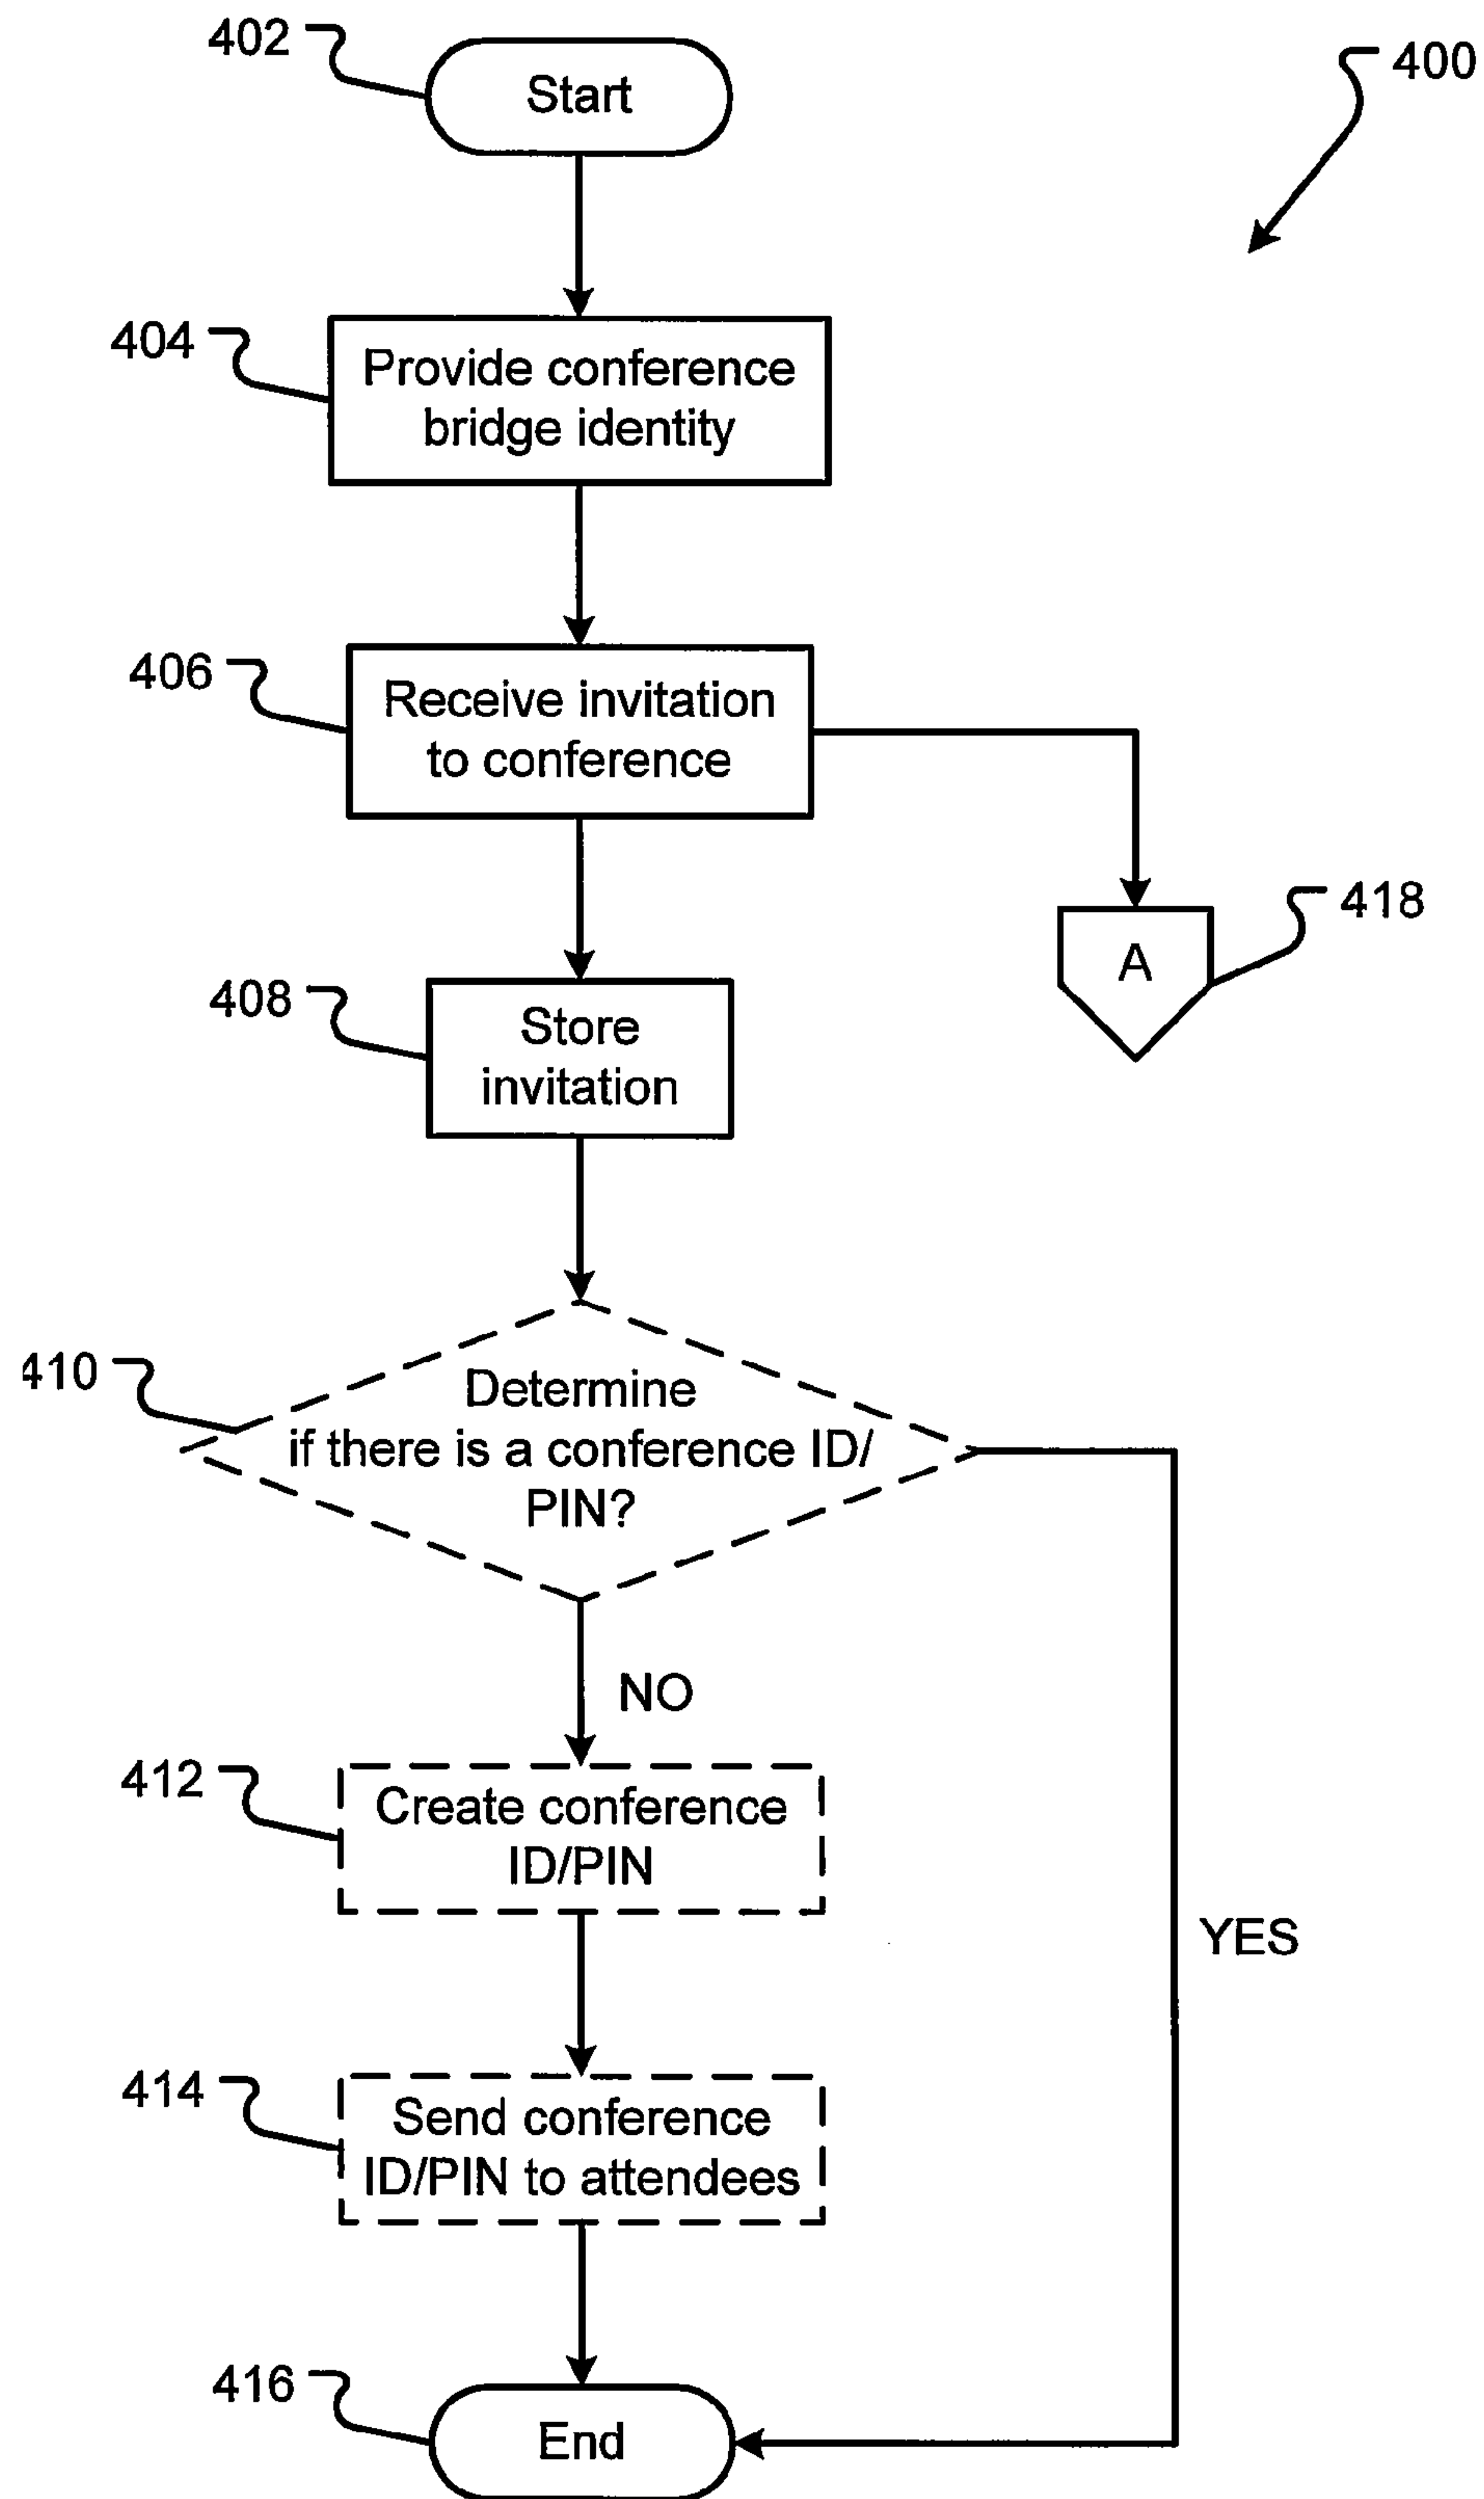 402
Start
400
404
Provide conference
bridge identity
406
Receive invitation
to conference
418
A
408
Store
invitation
410
Determine
if there is a conference ID/
PIN?
NO
412
Create conference
ID/PIN
YES
414
Send conference
ID/PIN to attendees
416
End